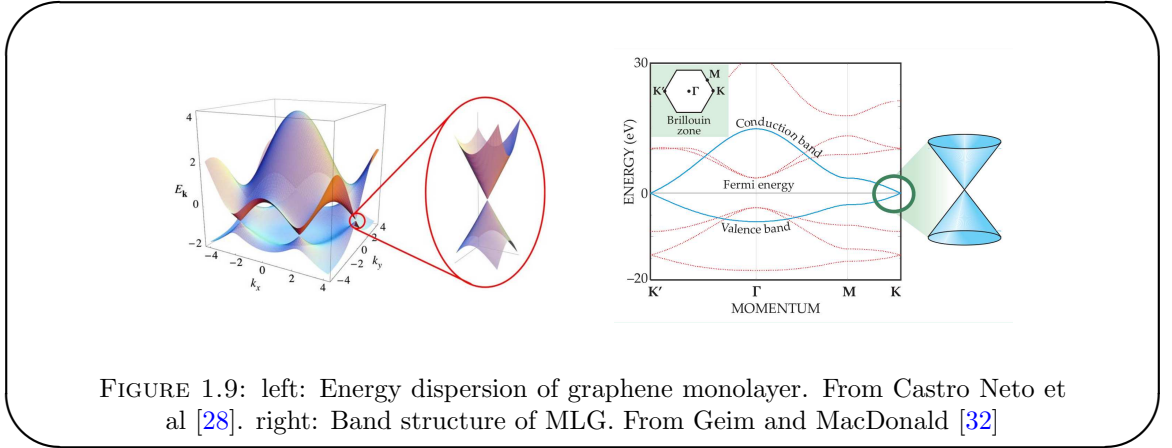 4
2
E_k
0
−2
−4
−2
0
k_x
2
4
4
2
0
k_y
−2
−4
30
ENERGY (eV)
0
−20
K'
M
Γ
K
Brillouin
zone
Conduction band
Fermi energy
Valence band
K'
Γ
M
K
MOMENTUM
FIGURE 1.9: left: Energy dispersion of graphene monolayer. From Castro Neto et
al [28]. right: Band structure of MLG. From Geim and MacDonald [32]